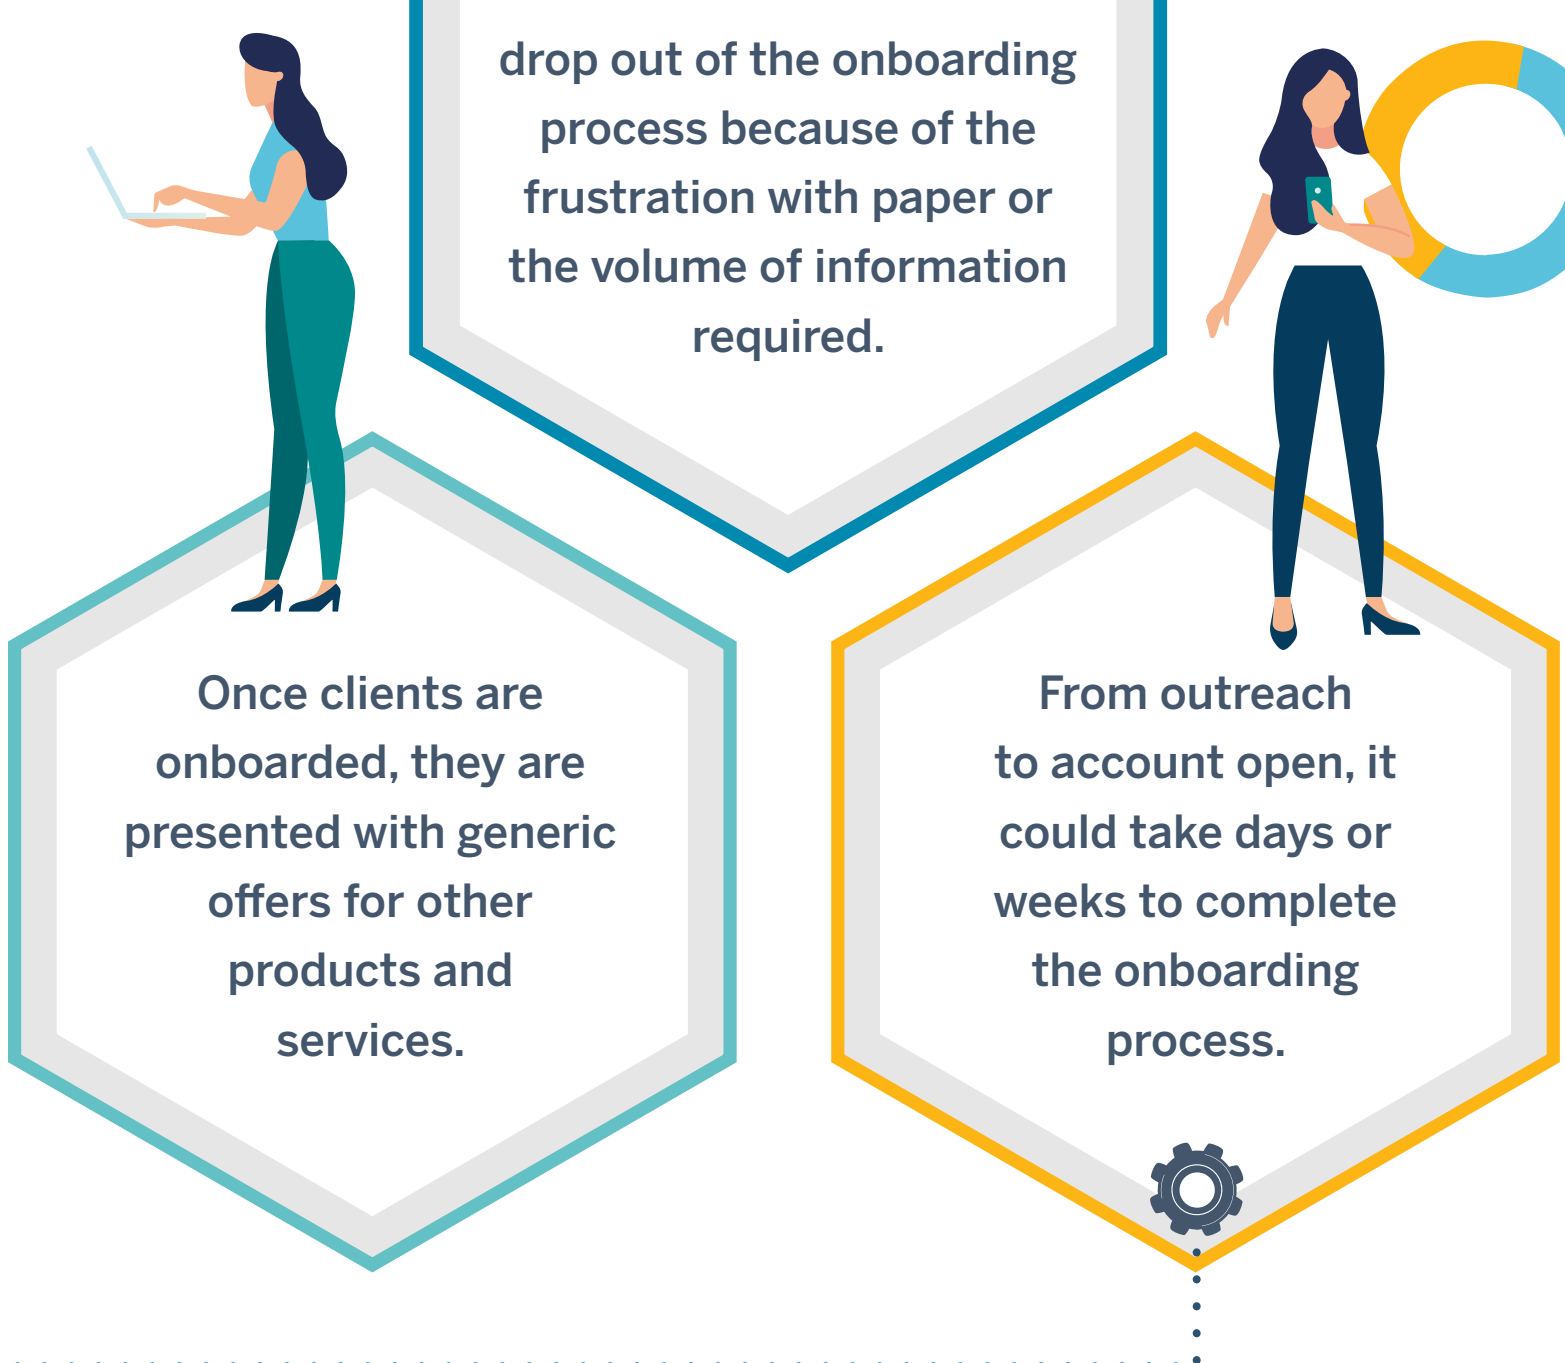 drop out of the onboarding
process because of the
frustration with paper or
the volume of information
required.
Once clients are
onboarded, they are
presented with generic
offers for other
products and
services.
From outreach
to account open, it
could take days or
weeks to complete
the onboarding
process.